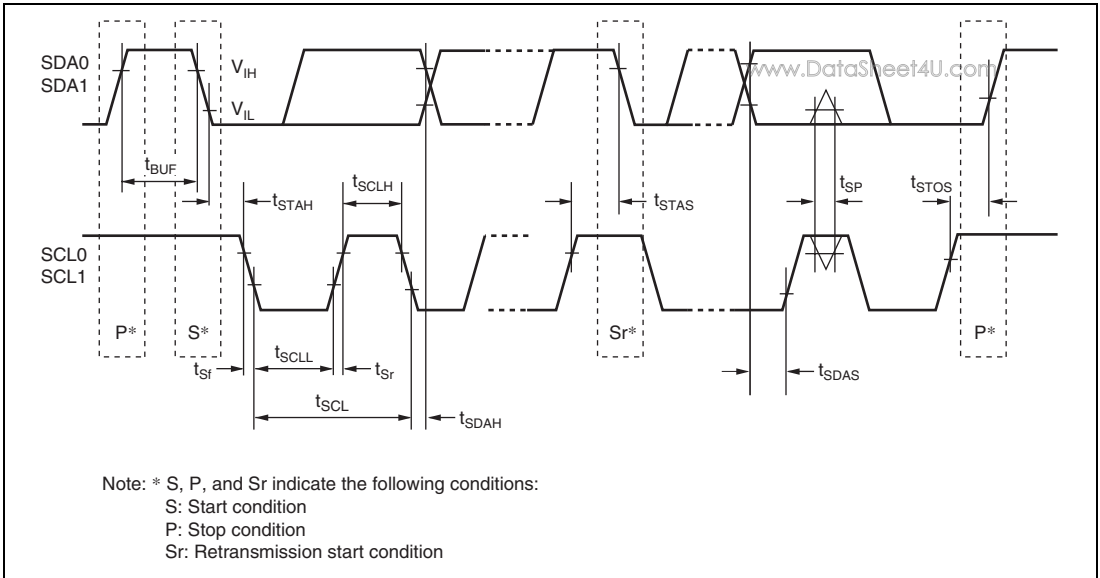 SDA0
SDA1
VIH
VIL
www.DataSheet4U.com
tBUF
tSTAH
tSCLH
tSTAS
tSP
tSTOS
SCL0
SCL1
P*
S*
Sr*
P*
tSf
tSCLL
tSr
tSCL
tSDAH
tSDAS
Note: * S, P, and Sr indicate the following conditions:
S: Start condition
P: Stop condition
Sr: Retransmission start condition